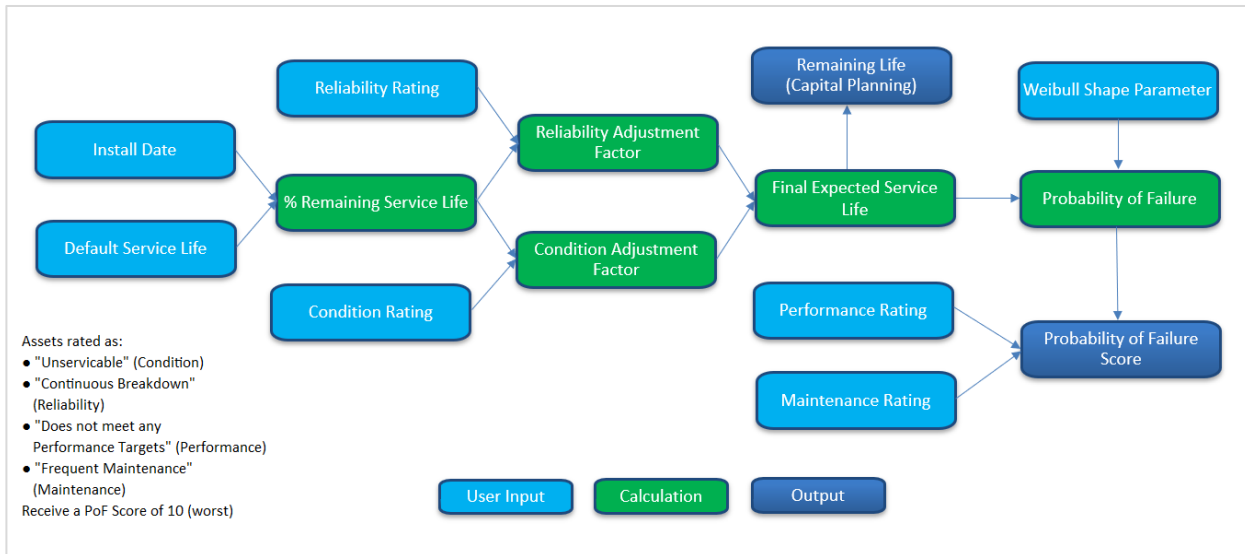 Reliability Rating
Install Date
Default Service Life
% Remaining Service Life
Condition Rating
Reliability Adjustment
Factor
Condition Adjustment
Factor
Remaining Life
(Capital Planning)
Final Expected Service
Life
Weibull Shape Parameter
Probability of Failure
Performance Rating
Maintenance Rating
Probability of Failure
Score
Assets rated as:
● "Unservicable" (Condition)
● "Continuous Breakdown"
(Reliability)
● "Does not meet any
Performance Targets" (Performance)
● "Frequent Maintenance"
(Maintenance)
Receive a PoF Score of 10 (worst)
User Input
Calculation
Output